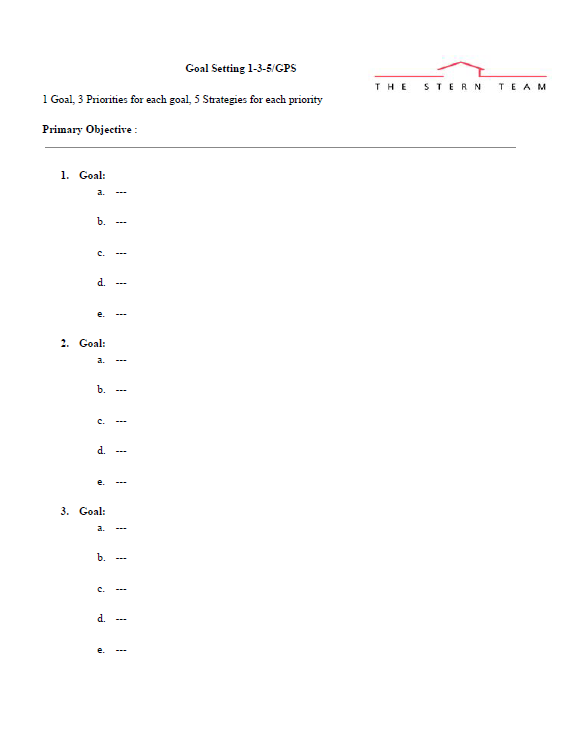 Goal Setting 1-3-5/GPS
THE STERN TEAM
1 Goal, 3 Priorities for each goal, 5 Strategies for each priority
Primary Objective :
1. Goal:
a. ---
b. ---
c. ---
d. ---
e. ---
2. Goal:
a. ---
b. ---
c. ---
d. ---
e. ---
3. Goal:
a. ---
b. ---
c. ---
d. ---
e. ---